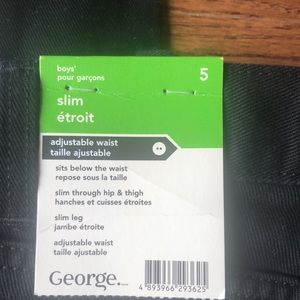 boys'
pour garçons
5
slim
étroit
adjustable waist
taille ajustable
sits below the waist
repose sous la taille
slim through hip & thigh
hanches et cuisses étroites
slim leg
jambe étroite
adjustable waist
taille ajustable
George.
4 893966 293625